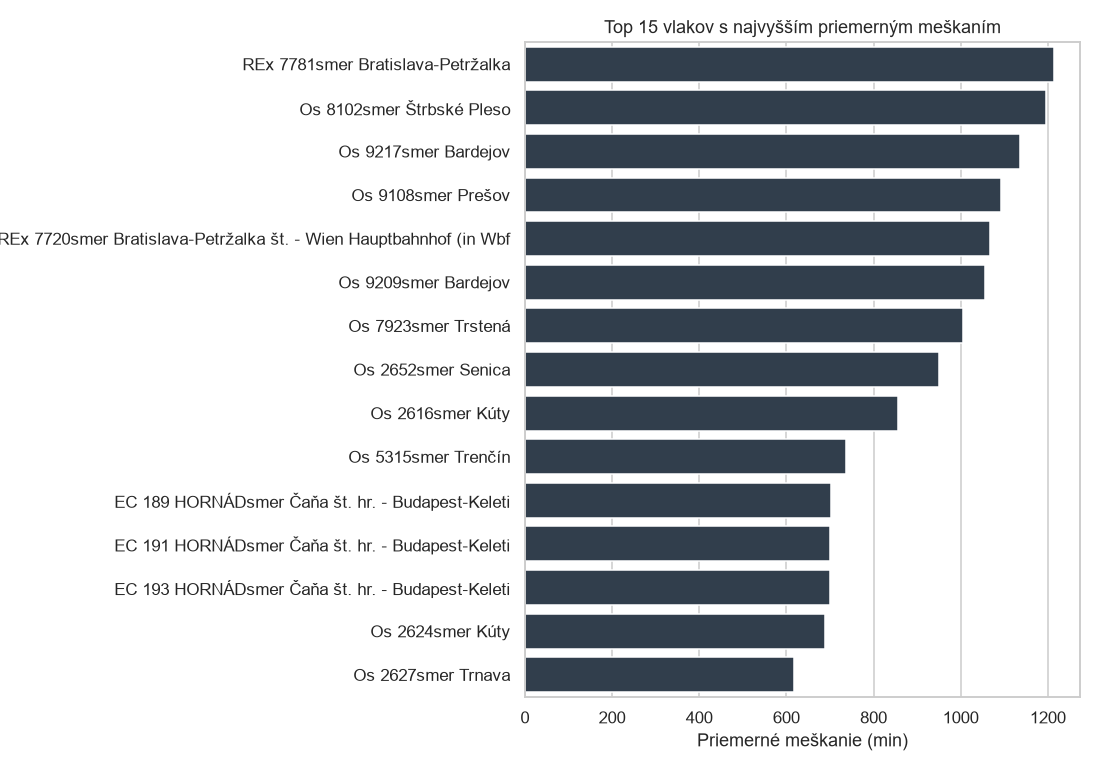 Top 15 vlakov s najvyšším priemerným meškaním
REx 7781smer Bratislava-Petržalka
Os 8102smer Štrbské Pleso
Os 9217smer Bardejov
Os 9108smer Prešov
REx 7720smer Bratislava-Petržalka št. - Wien Hauptbahnhof (in Wbf
Os 9209smer Bardejov
Os 7923smer Trstená
Os 2652smer Senica
Os 2616smer Kúty
Os 5315smer Trenčín
EC 189 HORNÁDsmer Čaňa št. hr. - Budapest-Keleti
EC 191 HORNÁDsmer Čaňa št. hr. - Budapest-Keleti
EC 193 HORNÁDsmer Čaňa št. hr. - Budapest-Keleti
Os 2624smer Kúty
Os 2627smer Trnava
0 200 400 600 800 1000 1200
Priemerné meškanie (min)